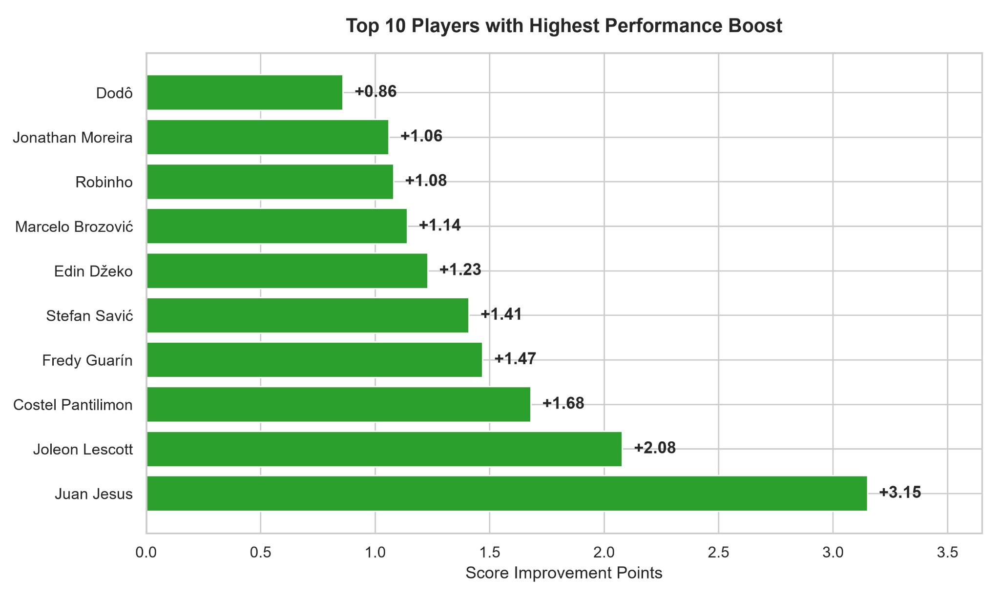 Top 10 Players with Highest Performance Boost
Dodô +0.86
Jonathan Moreira +1.06
Robinho +1.08
Marcelo Brozović +1.14
Edin Džeko +1.23
Stefan Savić +1.41
Fredy Guarín +1.47
Costel Pantilimon +1.68
Joleon Lescott +2.08
Juan Jesus +3.15
0.0 0.5 1.0 1.5 2.0 2.5 3.0 3.5
Score Improvement Points